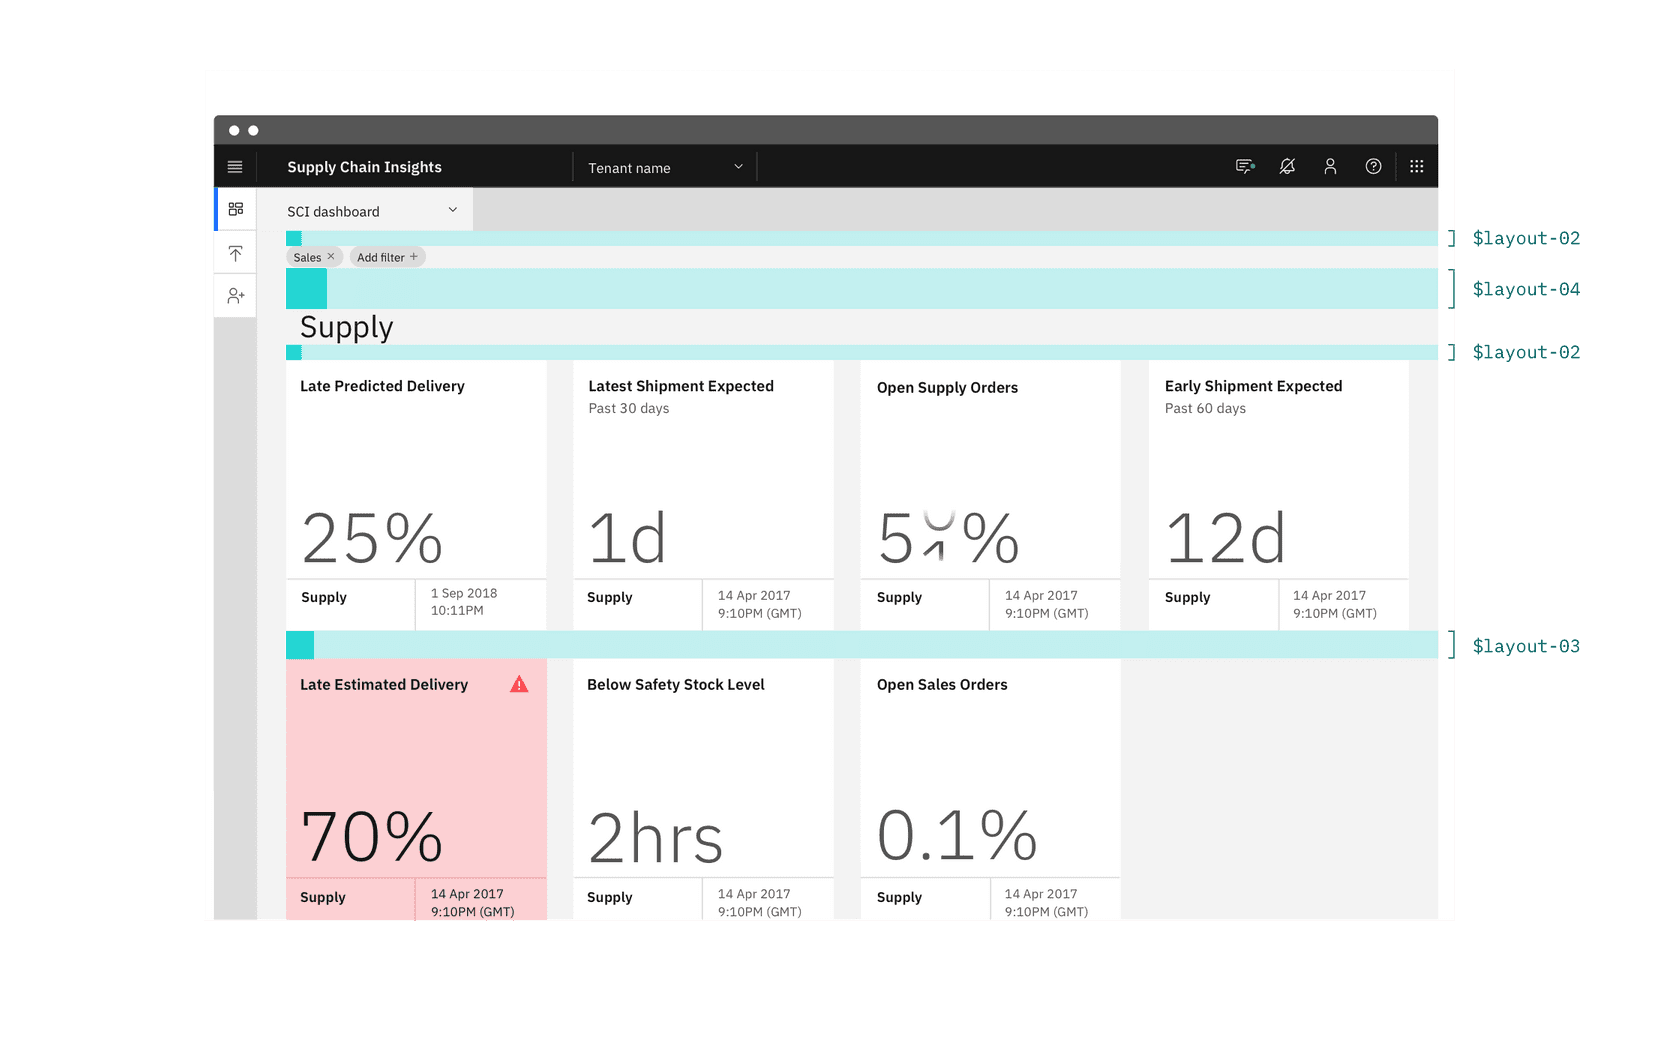 Supply Chain Insights
Tenant name
SCI dashboard
$layout-02
Sales
Add filter
$layout-04
Supply
$layout-02
Late Predicted Delivery
25%
Supply
1 Sep 2018
10:11PM
Latest Shipment Expected
Past 30 days
1d
Supply
14 Apr 2017
9:10PM (GMT)
Open Supply Orders
Supply
14 Apr 2017
9:10PM (GMT)
Early Shipment Expected
Past 60 days
12d
Supply
14 Apr 2017
9:10PM (GMT)
$layout-03
Late Estimated Delivery
70%
Supply
14 Apr 2017
9:10PM (GMT)
Below Safety Stock Level
2hrs
Supply
14 Apr 2017
9:10PM (GMT)
Open Sales Orders
0.1%
Supply
14 Apr 2017
9:10PM (GMT)